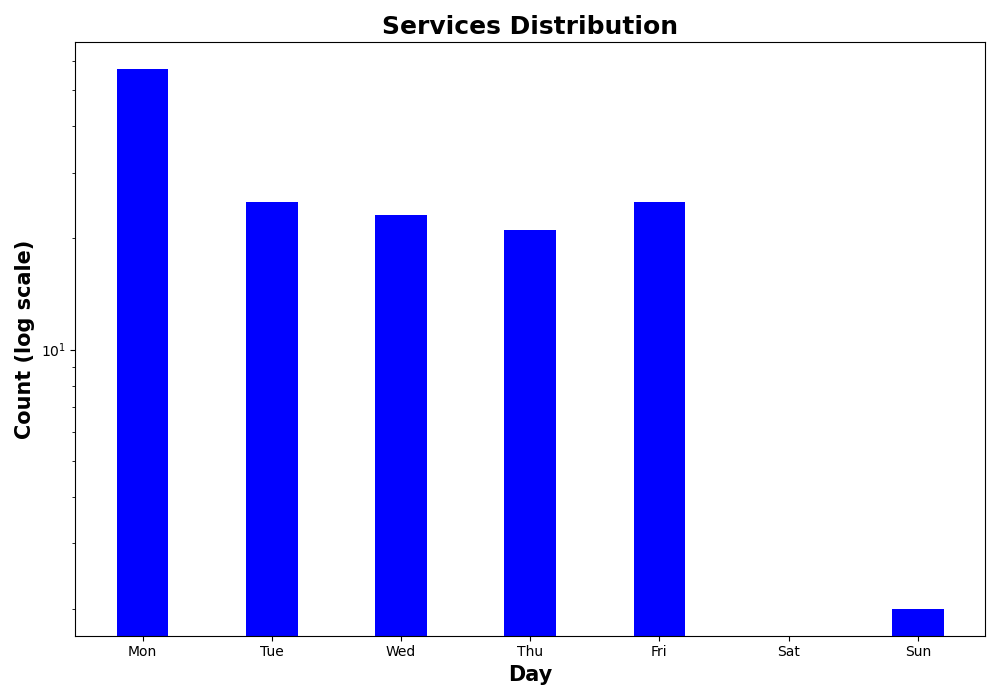 Services Distribution
Count (log scale)
10¹
Mon Tue Wed Thu Fri Sat Sun
Day